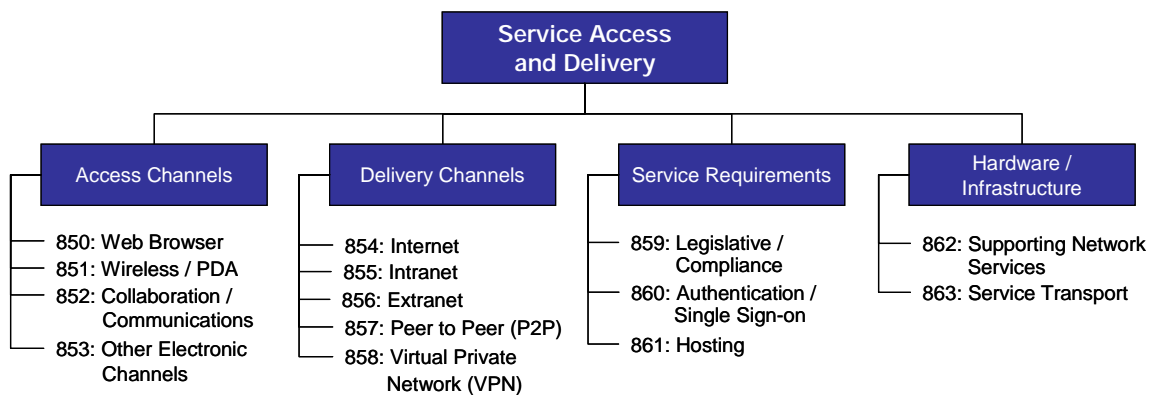 Service Access
and Delivery
Access Channels
850: Web Browser
851: Wireless / PDA
852: Collaboration /
Communications
853: Other Electronic
Channels
Delivery Channels
854: Internet
855: Intranet
856: Extranet
857: Peer to Peer (P2P)
858: Virtual Private
Network (VPN)
Service Requirements
859: Legislative /
Compliance
860: Authentication /
Single Sign-on
861: Hosting
Hardware /
Infrastructure
862: Supporting Network
Services
863: Service Transport